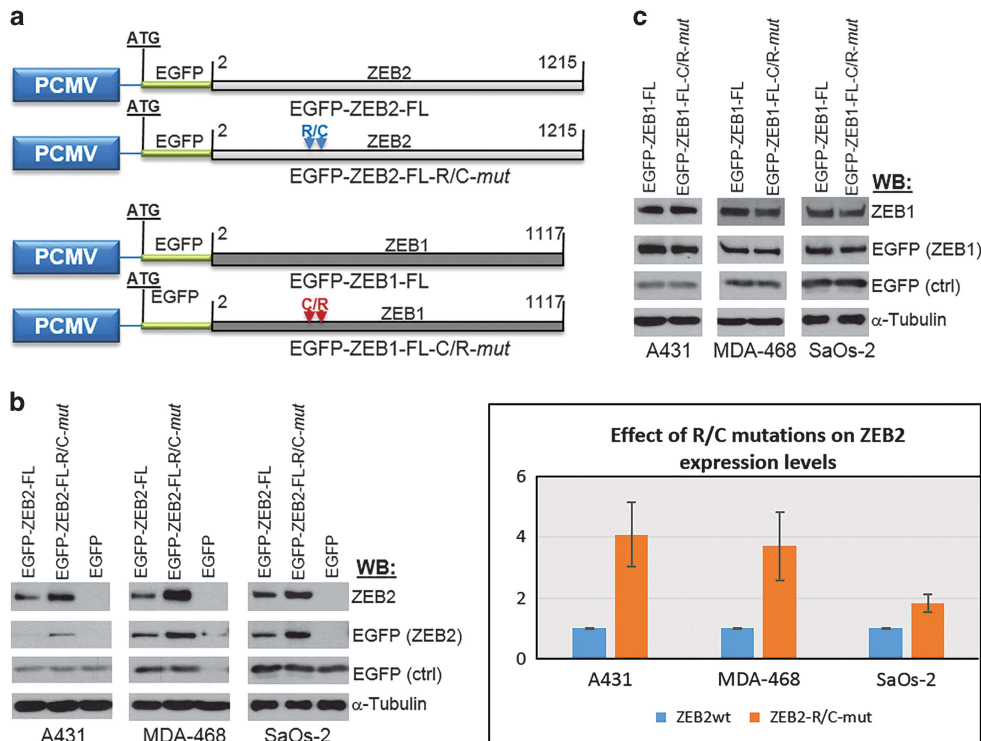 a
ATG
PCMV
EGFP
2
ZEB2
1215
EGFP-ZEB2-FL
ATG
PCMV
EGFP
2
R/C
ZEB2
1215
EGFP-ZEB2-FL-R/C-mut
ATG
PCMV
EGFP
2
ZEB1
1117
EGFP-ZEB1-FL
ATG
PCMV
EGFP
2
C/R
ZEB1
1117
EGFP-ZEB1-FL-C/R-mut
c
EGFP-ZEB1-FL
EGFP-ZEB1-FL-C/R-mut
EGFP-ZEB1-FL
EGFP-ZEB1-FL-C/R-mut
EGFP-ZEB1-FL
EGFP-ZEB1-FL-C/R-mut
WB:
ZEB1
EGFP (ZEB1)
EGFP (ctrl)
α-Tubulin
A431 MDA-468 SaOs-2
b
EGFP-ZEB2-FL
EGFP-ZEB2-FL-R/C-mut
EGFP
EGFP-ZEB2-FL
EGFP-ZEB2-FL-R/C-mut
EGFP
EGFP-ZEB2-FL
EGFP-ZEB2-FL-R/C-mut
EGFP
WB:
ZEB2
EGFP (ZEB2)
EGFP (ctrl)
α-Tubulin
A431 MDA-468 SaOs-2
Effect of R/C mutations on ZEB2
expression levels
6
4
2
0
A431 MDA-468 SaOs-2
ZEB2wt ZEB2-R/C-mut